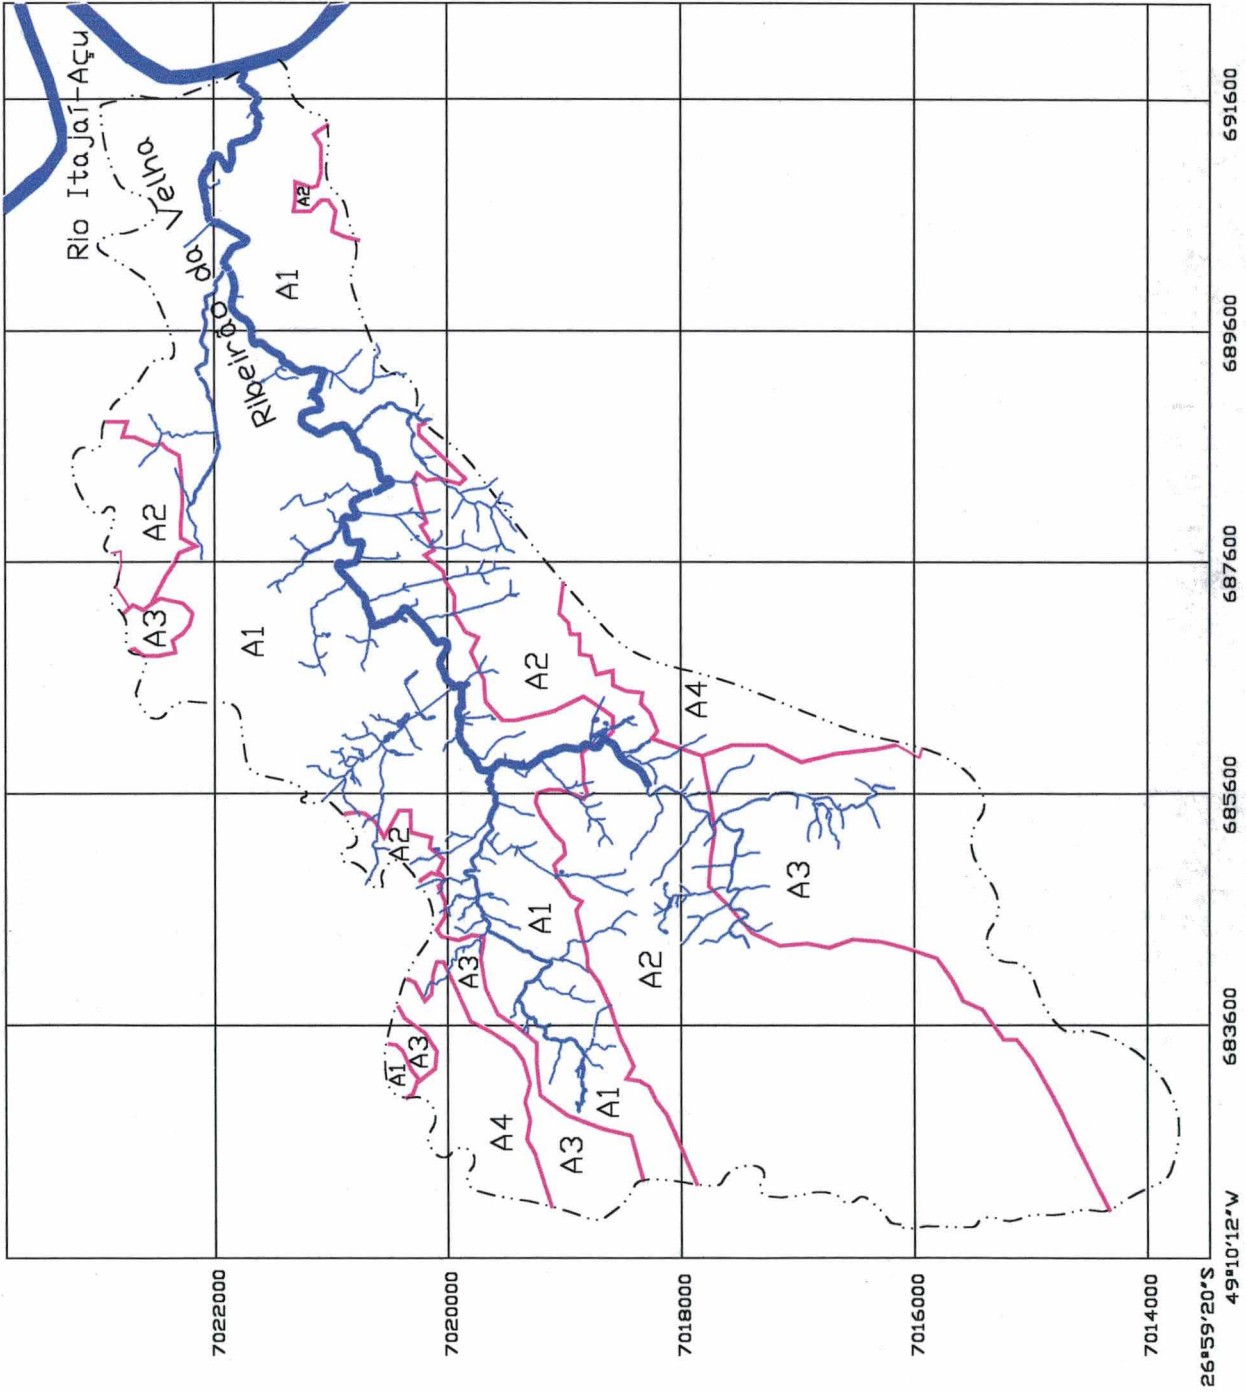 Rio Itajaí-Açu
Ribeirão da Velha
A2
A1
A2
A3
A1
A2
A4
A2
A3
A1
A2
A3
A1
A3
A4
A3
A1
7022000
7020000
7018000
7016000
7014000
26°59'20"S
49°10'12"W
683600
685600
687600
689600
691600